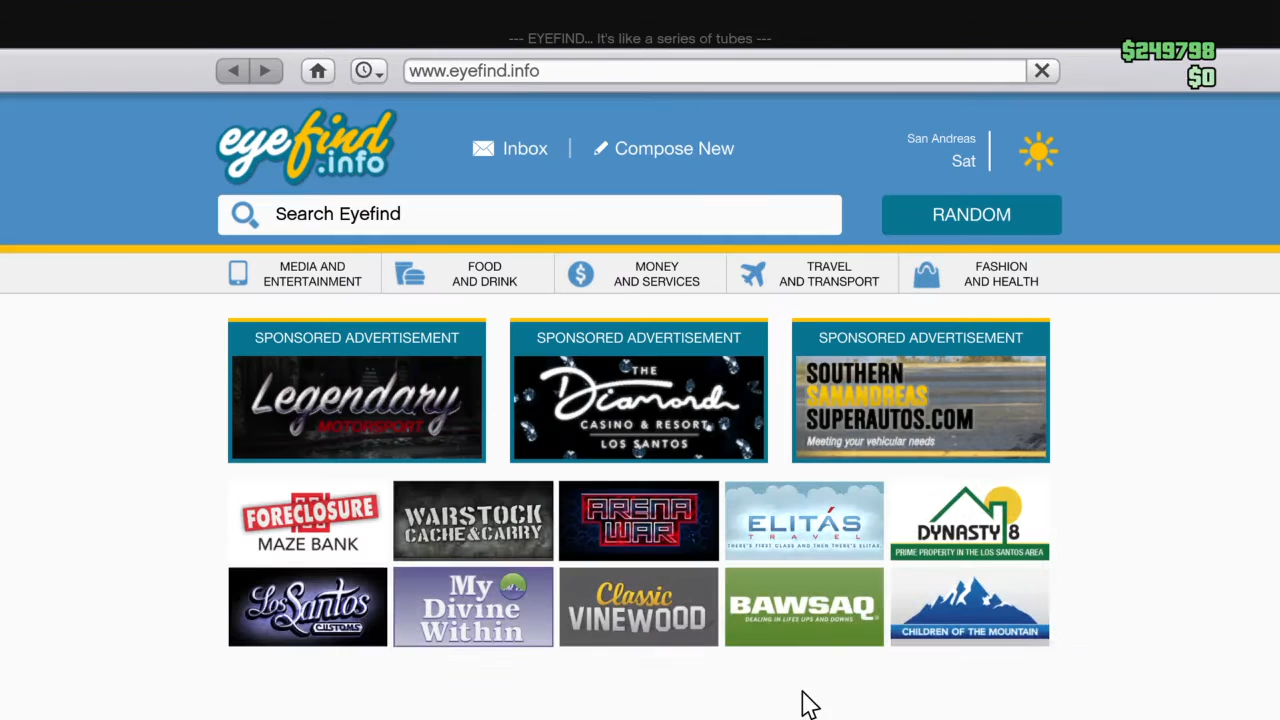 --- EYEFIND... It's like a series of tubes ---
$249798
www.eyefind.info
$0
eyefind
.info
Inbox
Compose New
San Andreas
Sat
Search Eyefind
RANDOM
MEDIA AND
ENTERTAINMENT
FOOD
AND DRINK
MONEY
AND SERVICES
TRAVEL
AND TRANSPORT
FASHION
AND HEALTH
SPONSORED ADVERTISEMENT
Legendary
MOTORSPORT
SPONSORED ADVERTISEMENT
THE
Diamond
CASINO & RESORT
LOS SANTOS
SPONSORED ADVERTISEMENT
SOUTHERN
SANANDREAS
SUPERAUTOS.COM
Meeting your vehicular needs
FORECLOSURE
MAZE BANK
WARSTOCK
CACHE&CARRY
ARENA
WAR
ELITÁS
TRAVEL
THERE'S FIRST CLASS AND THEN THERE'S ELITAS.
DYNASTY 8
PRIME PROPERTY IN THE LOS SANTOS AREA
Los Santos
CUSTOMS
My
Divine
Within
Classic
VINEWOOD
BAWSAQ
DEALING IN LIFES UPS AND DOWNS
CHILDREN OF THE MOUNTAIN